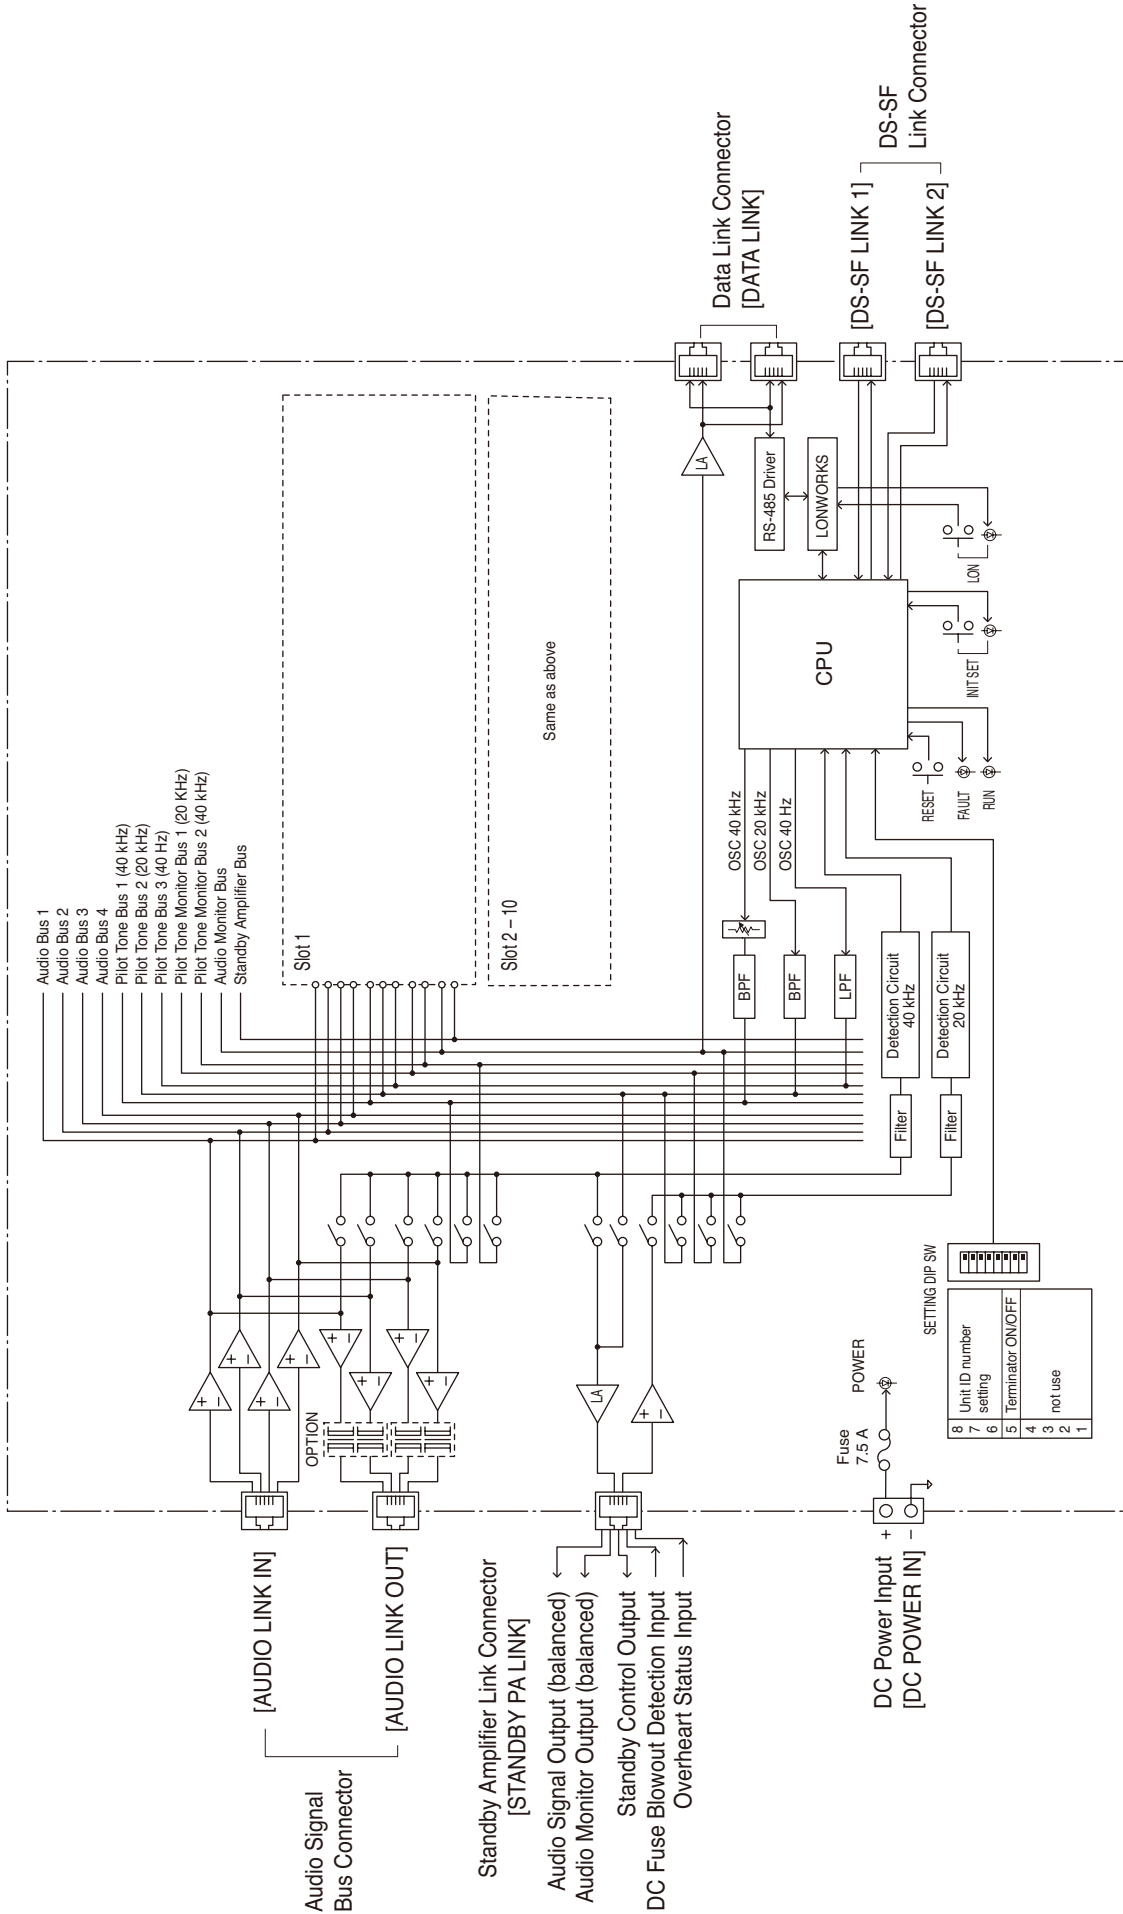 Audio Signal
Bus Connector
[AUDIO LINK IN]
[AUDIO LINK OUT]
OPTION
+
−
+
−
+
−
+
−
+
−
+
−
+
−
+
−
Audio Bus 1
Audio Bus 2
Audio Bus 3
Audio Bus 4
Pilot Tone Bus 1 (40 kHz)
Pilot Tone Bus 2 (20 kHz)
Pilot Tone Bus 3 (40 Hz)
Pilot Tone Monitor Bus 1 (20 KHz)
Pilot Tone Monitor Bus 2 (40 kHz)
Audio Monitor Bus
Standby Amplifier Bus
Slot 1
Slot 2 – 10
Same as above
Standby Amplifier Link Connector
[STANDBY PA LINK]
Audio Signal Output (balanced)
Audio Monitor Output (balanced)
Standby Control Output
DC Fuse Blowout Detection Input
Overheart Status Input
LA
+
−
LA
Data Link Connector
[DATA LINK]
RS-485 Driver
LONWORKS
CPU
OSC 40 kHz
OSC 20 kHz
OSC 40 Hz
BPF
BPF
LPF
Filter
Detection Circuit
40 kHz
Filter
Detection Circuit
20 kHz
[DS-SF LINK 1]
[DS-SF LINK 2]
DS-SF
Link Connector
RESET
FAULT
RUN
INIT SET
LON
DC Power Input
[DC POWER IN]
+
−
Fuse
7.5 A
POWER
SETTING DIP SW
8
7
6
Unit ID number
setting
5
Terminator ON/OFF
4
3
2
1
not use